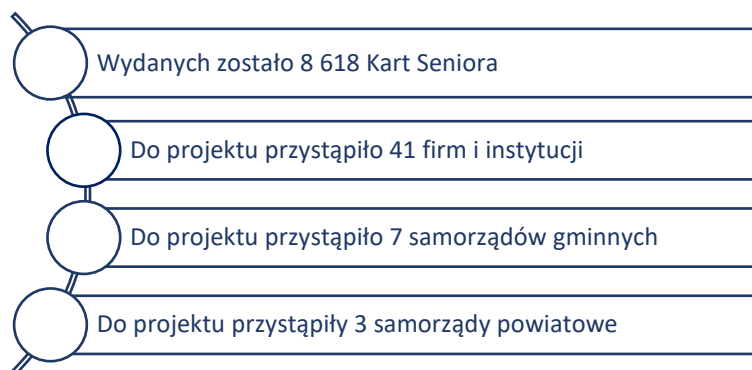 Wydanych zostało 8 618 Kart Seniora
Do projektu przystąpiło 41 firm i instytucji
Do projektu przystąpiło 7 samorządów gminnych
Do projektu przystąpiły 3 samorządy powiatowe